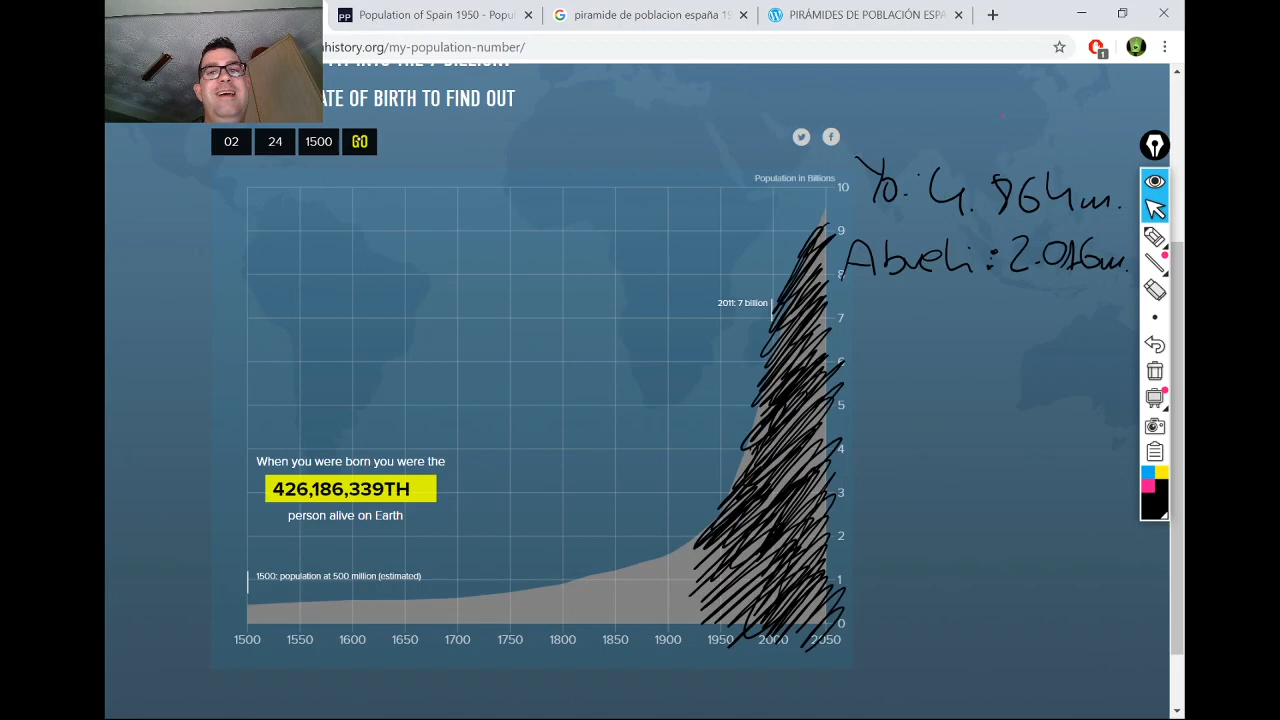 Population of Spain 1950 - Popul
piramide de poblacion españa 19
PIRÁMIDES DE POBLACIÓN ESPA
ahistory.org/my-population-number/
ATE OF BIRTH TO FIND OUT
02 24 1500 GO
Population in Billions
10
9
8
7
6
5
4
3
2
1
0
2011: 7 billion
When you were born you were the
426,186,339TH
person alive on Earth
1500: population at 500 million (estimated)
1500 1550 1600 1650 1700 1750 1800 1850 1900 1950 2000 2050
Yo: 4.864m.
Abueli: 2.016m.